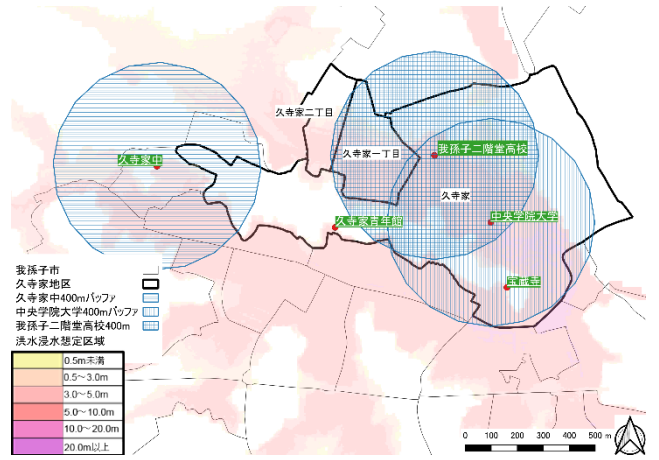 久寺家二丁目
久寺家一丁目
我孫子二階堂高校
久寺家中
久寺家
中央学院大学
久寺家青年館
宝蔵寺
我孫子市
久寺家地区
久寺家中400mバッファ
中央学院大学400mバッファ
我孫子二階堂高校400m
洪水浸水想定区域
0.5m未満
0.5～3.0m
3.0～5.0m
5.0～10.0m
10.0～20.0m
20.0m以上
0 100 200 300 400 500 m